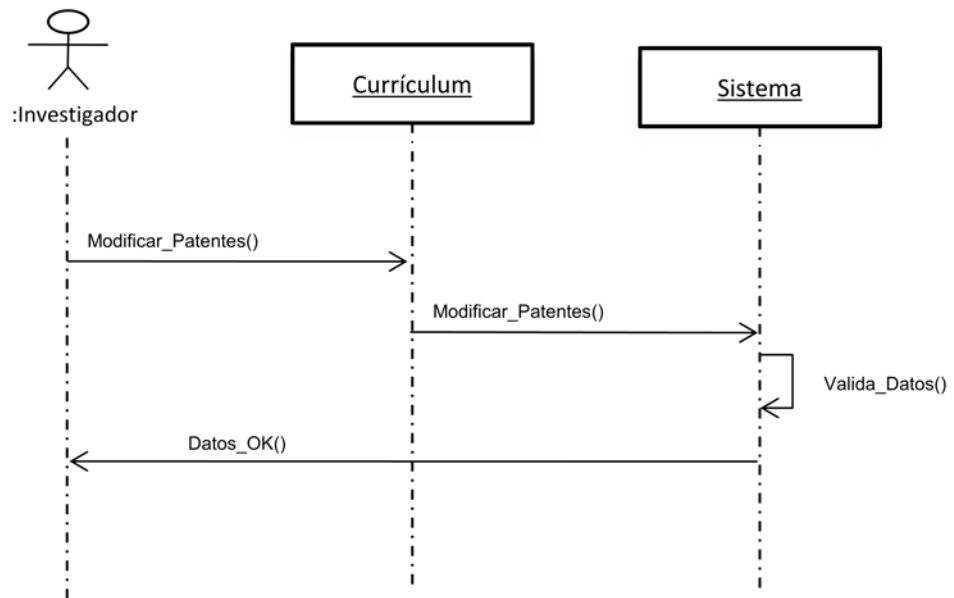 Currículum
Sistema
:Investigador
Modificar_Patentes()
Modificar_Patentes()
Valida_Datos()
Datos_OK()